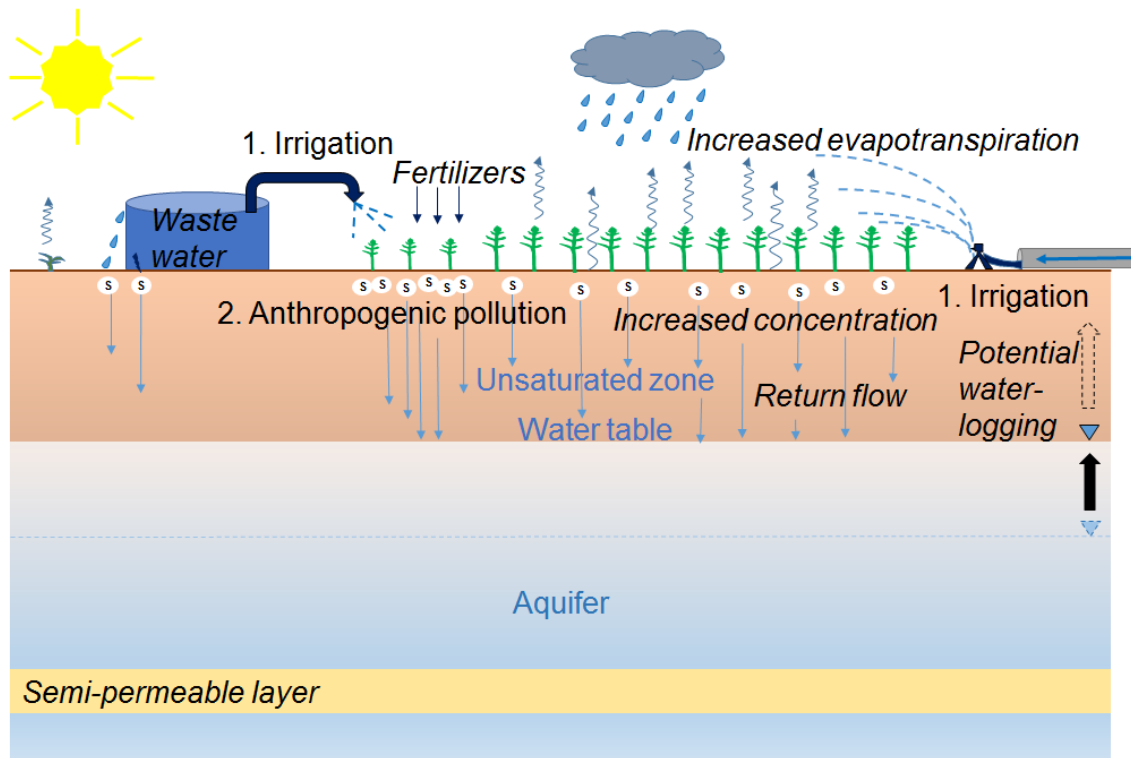 1. Irrigation
Increased evapotranspiration
Fertilizers
Waste
water
s s s s s s s s s s s s s s s s
2. Anthropogenic pollution
Increased concentration
1. Irrigation
Unsaturated zone
Return flow
Potential
water-
logging
Water table
Aquifer
Semi-permeable layer